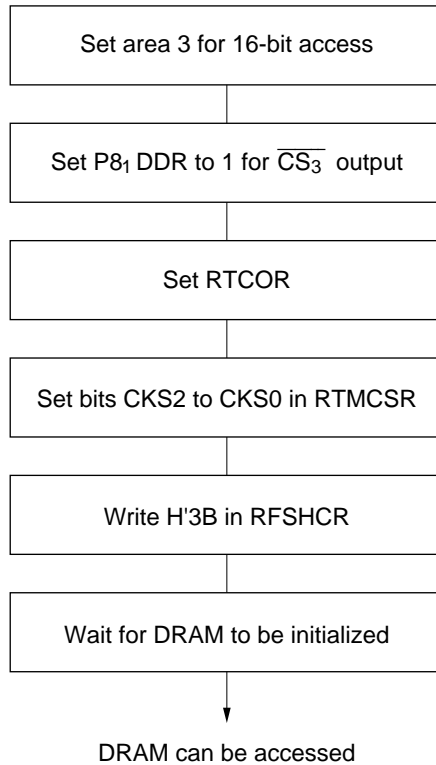 Set area 3 for 16-bit access
Set P8₁ DDR to 1 for C̅S̅₃̅ output
Set RTCOR
Set bits CKS2 to CKS0 in RTMCSR
Write H'3B in RFSHCR
Wait for DRAM to be initialized
DRAM can be accessed